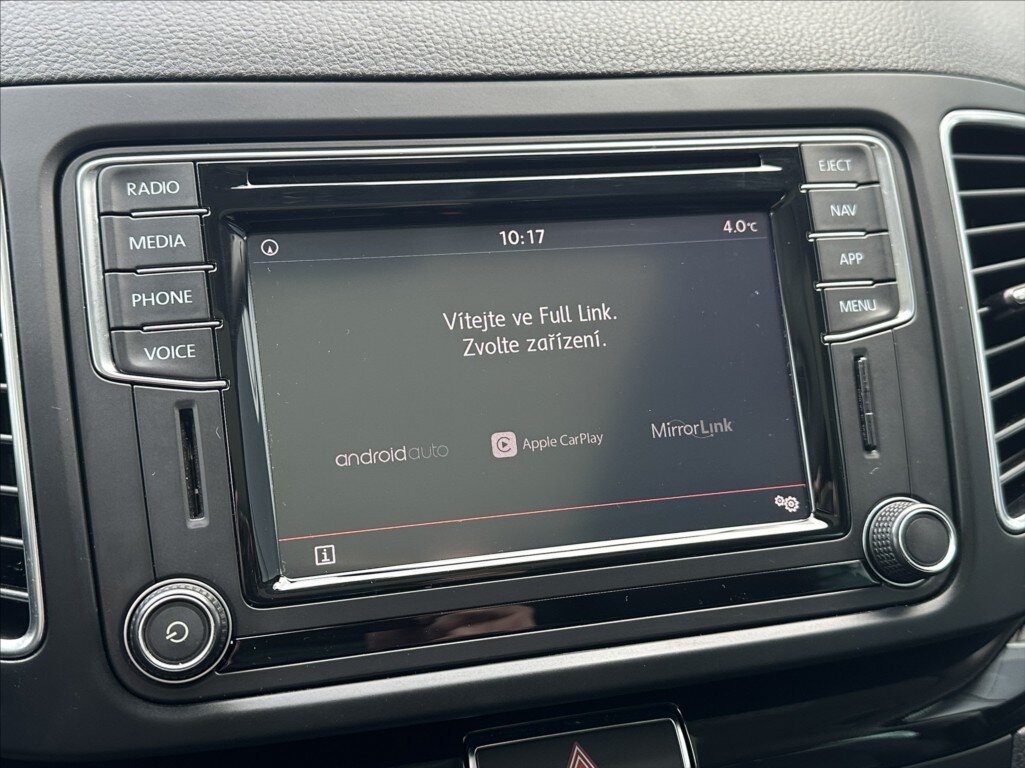 RADIO
MEDIA
PHONE
VOICE
EJECT
NAV
APP
MENU
10:17
4.0°C
Vítejte ve Full Link.
Zvolte zařízení.
androidauto
Apple CarPlay
MirrorLink
i